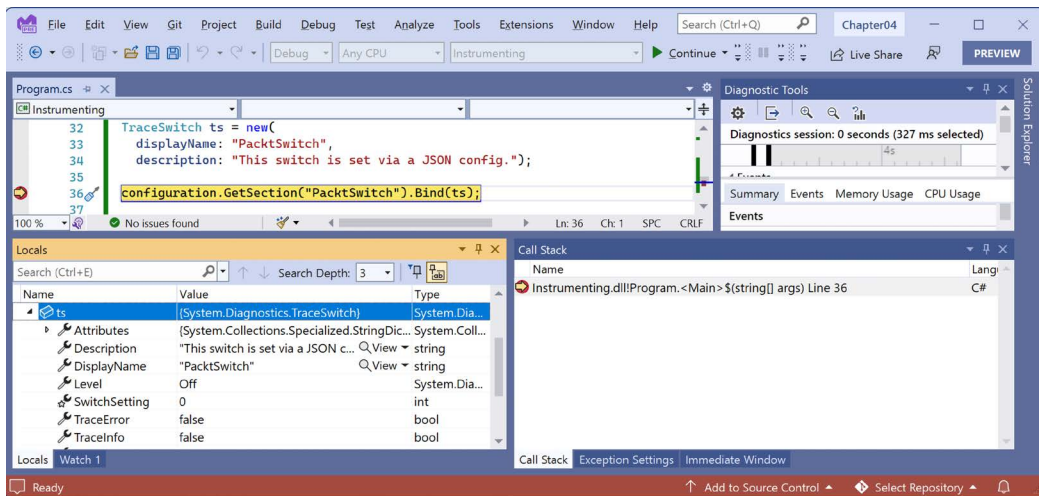 File Edit View Git Project Build Debug Test Analyze Tools Extensions Window Help Search (Ctrl+Q) Chapter04
Debug Any CPU Instrumenting Continue Live Share PREVIEW
Program.cs
Instrumenting
32 TraceSwitch ts = new(
33 displayName: "PacktSwitch",
34 description: "This switch is set via a JSON config.");
35
36 configuration.GetSection("PacktSwitch").Bind(ts);
37
100 % No issues found Ln: 36 Ch: 1 SPC CRLF
Diagnostic Tools
Diagnostics session: 0 seconds (327 ms selected)
4s
Summary Events Memory Usage CPU Usage
Events
Solution Explorer
Locals
Search (Ctrl+E) Search Depth: 3
Name Value Type
ts {System.Diagnostics.TraceSwitch} System.Dia...
Attributes {System.Collections.Specialized.StringDic... System.Coll...
Description "This switch is set via a JSON c... View string
DisplayName "PacktSwitch" View string
Level Off System.Dia...
SwitchSetting 0 int
TraceError false bool
TraceInfo false bool
Locals Watch 1
Call Stack
Name Lang
Instrumenting.dll!Program.<Main>$(string[] args) Line 36 C#
Call Stack Exception Settings Immediate Window
Ready Add to Source Control Select Repository